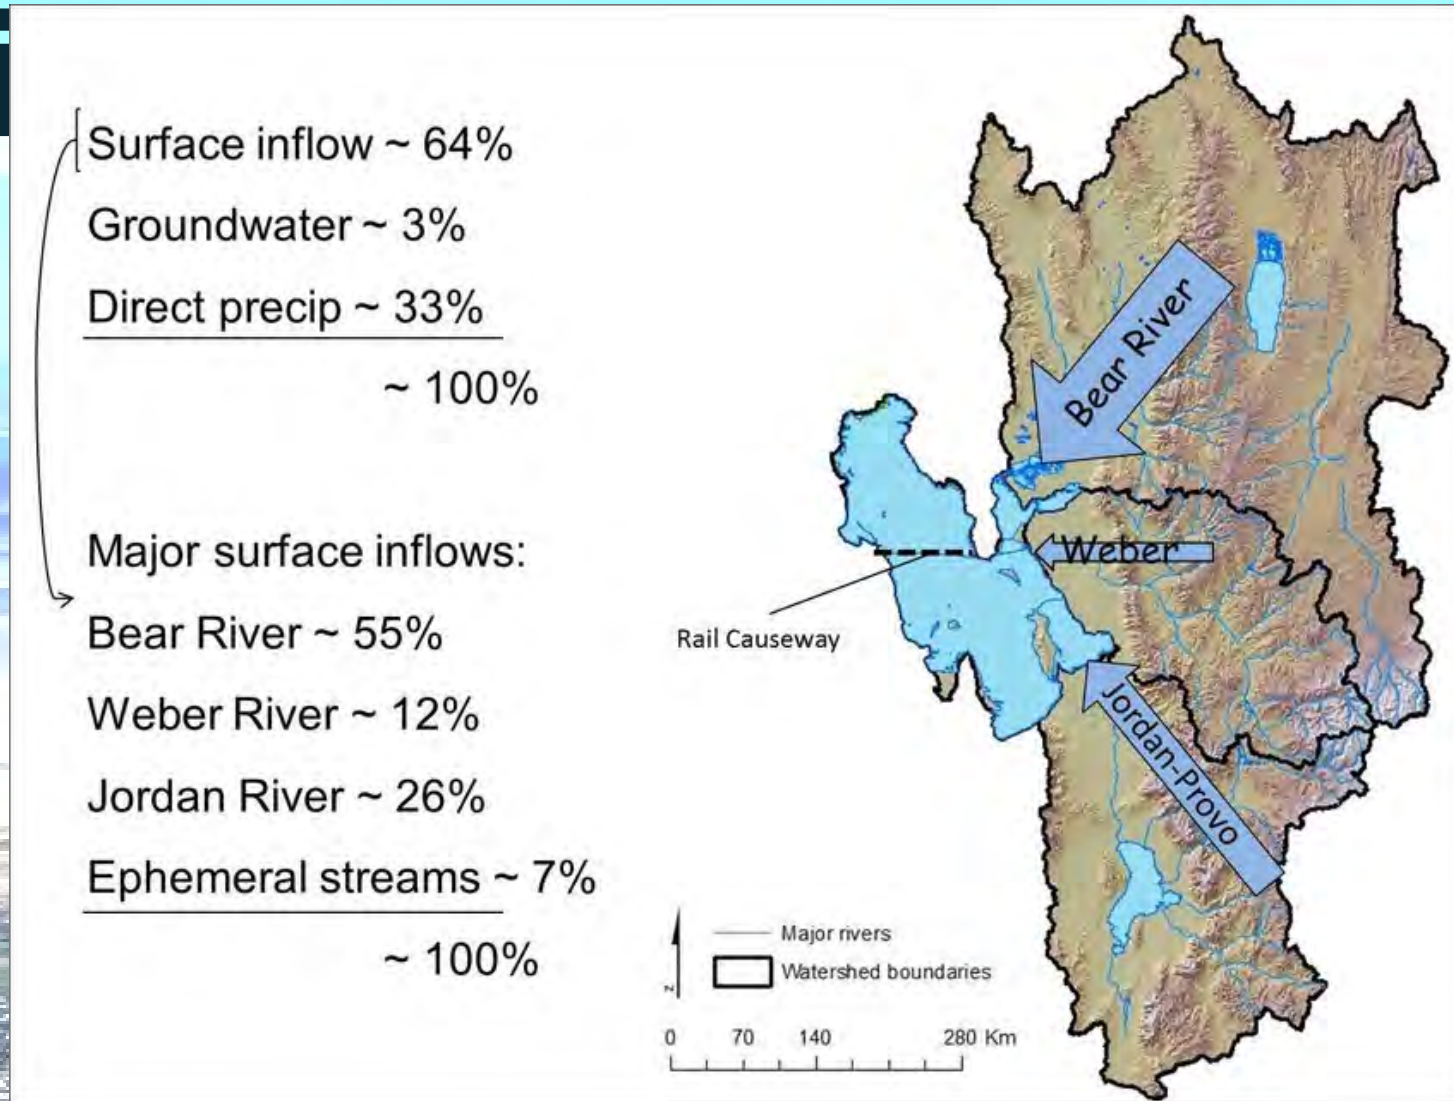 Surface inflow ~ 64%
Groundwater ~ 3%
Direct precip ~ 33%
~ 100%
Major surface inflows:
Bear River ~ 55%
Weber River ~ 12%
Jordan River ~ 26%
Ephemeral streams ~ 7%
~ 100%
Bear River
Weber
Rail Causeway
Jordan-Provo
Major rivers
Watershed boundaries
z
0 70 140 280 Km